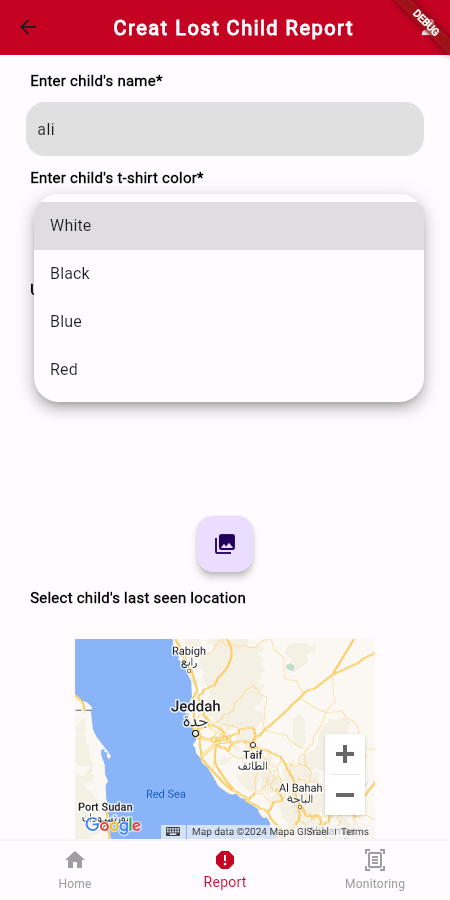 Creat Lost Child Report
DEBUG
Enter child's name*
ali
Enter child's t-shirt color*
White
Black
Blue
Red
Select child's last seen location
Rabigh
رابغ
Jeddah
جدة
Taif
الطائف
Al Bahah
الباحة
Red Sea
Port Sudan
بورتسودان
Google
Map data ©2024 Mapa GISrael
Terms
Home
Report
Monitoring